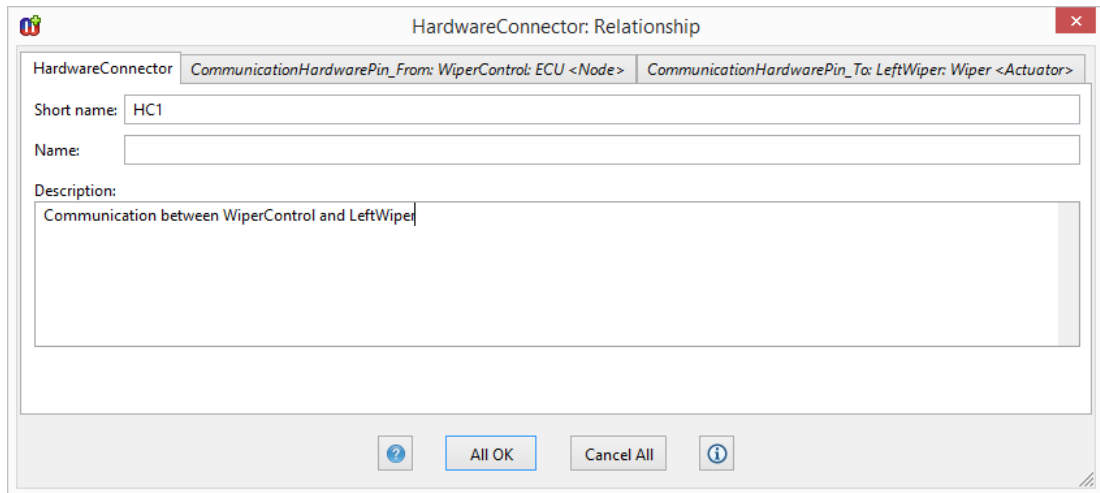 HardwareConnector: Relationship
HardwareConnector CommunicationHardwarePin_From: WiperControl: ECU <Node> CommunicationHardwarePin_To: LeftWiper: Wiper <Actuator>
Short name: HC1
Name:
Description:
Communication between WiperControl and LeftWiper
All OK Cancel All